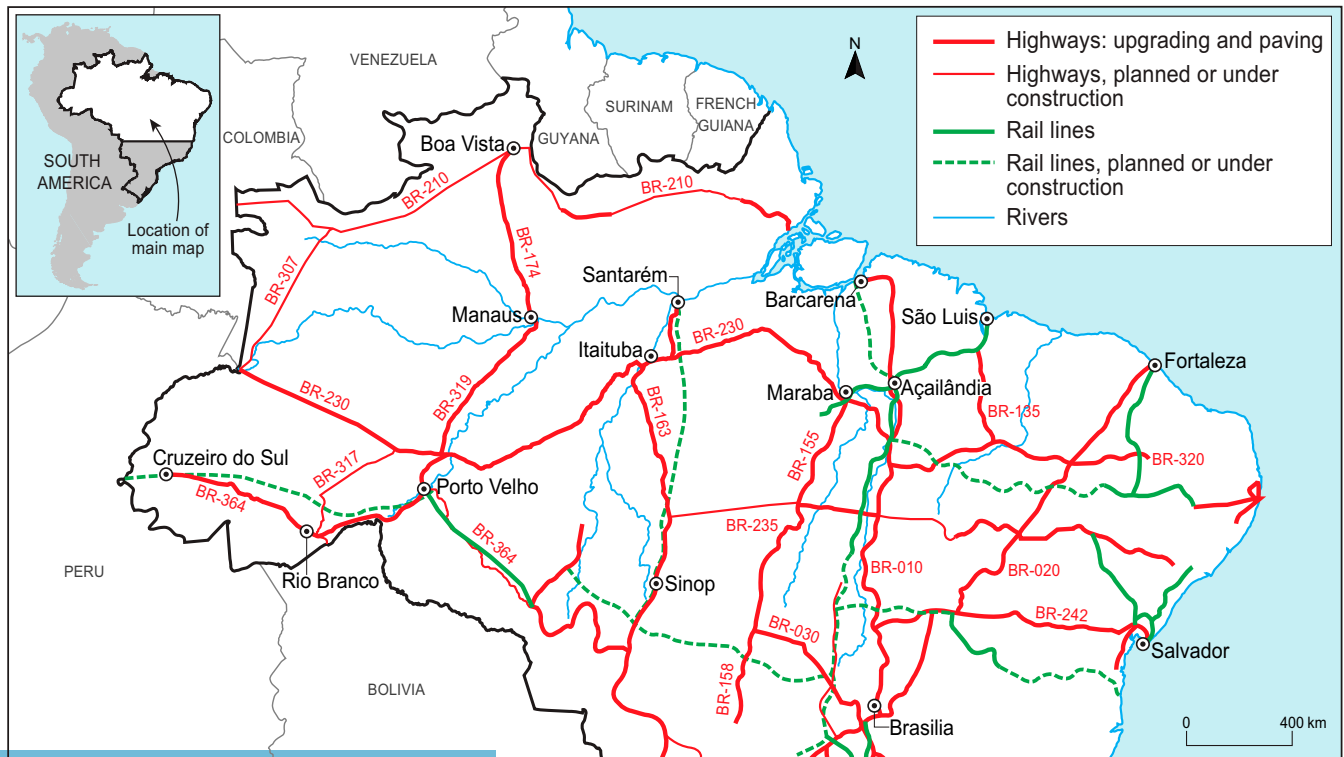 SOUTH
AMERICA
Location of
main map
N
Highways: upgrading and paving
Highways, planned or under
construction
Rail lines
Rail lines, planned or under
construction
Rivers
VENEZUELA
COLOMBIA
GUYANA
SURINAM
FRENCH
GUIANA
Boa Vista
BR-210
BR-210
BR-307
BR-174
Santarém
Barcarena
Manaus
São Luis
Itaituba
BR-230
Fortaleza
Maraba
Açailândia
BR-230
BR-319
BR-163
BR-135
BR-155
Cruzeiro do Sul
BR-317
BR-320
Porto Velho
BR-364
BR-364
BR-235
Rio Branco
PERU
Sinop
BR-010
BR-020
BR-242
BR-030
Salvador
BR-158
BOLIVIA
Brasilia
0 400 km